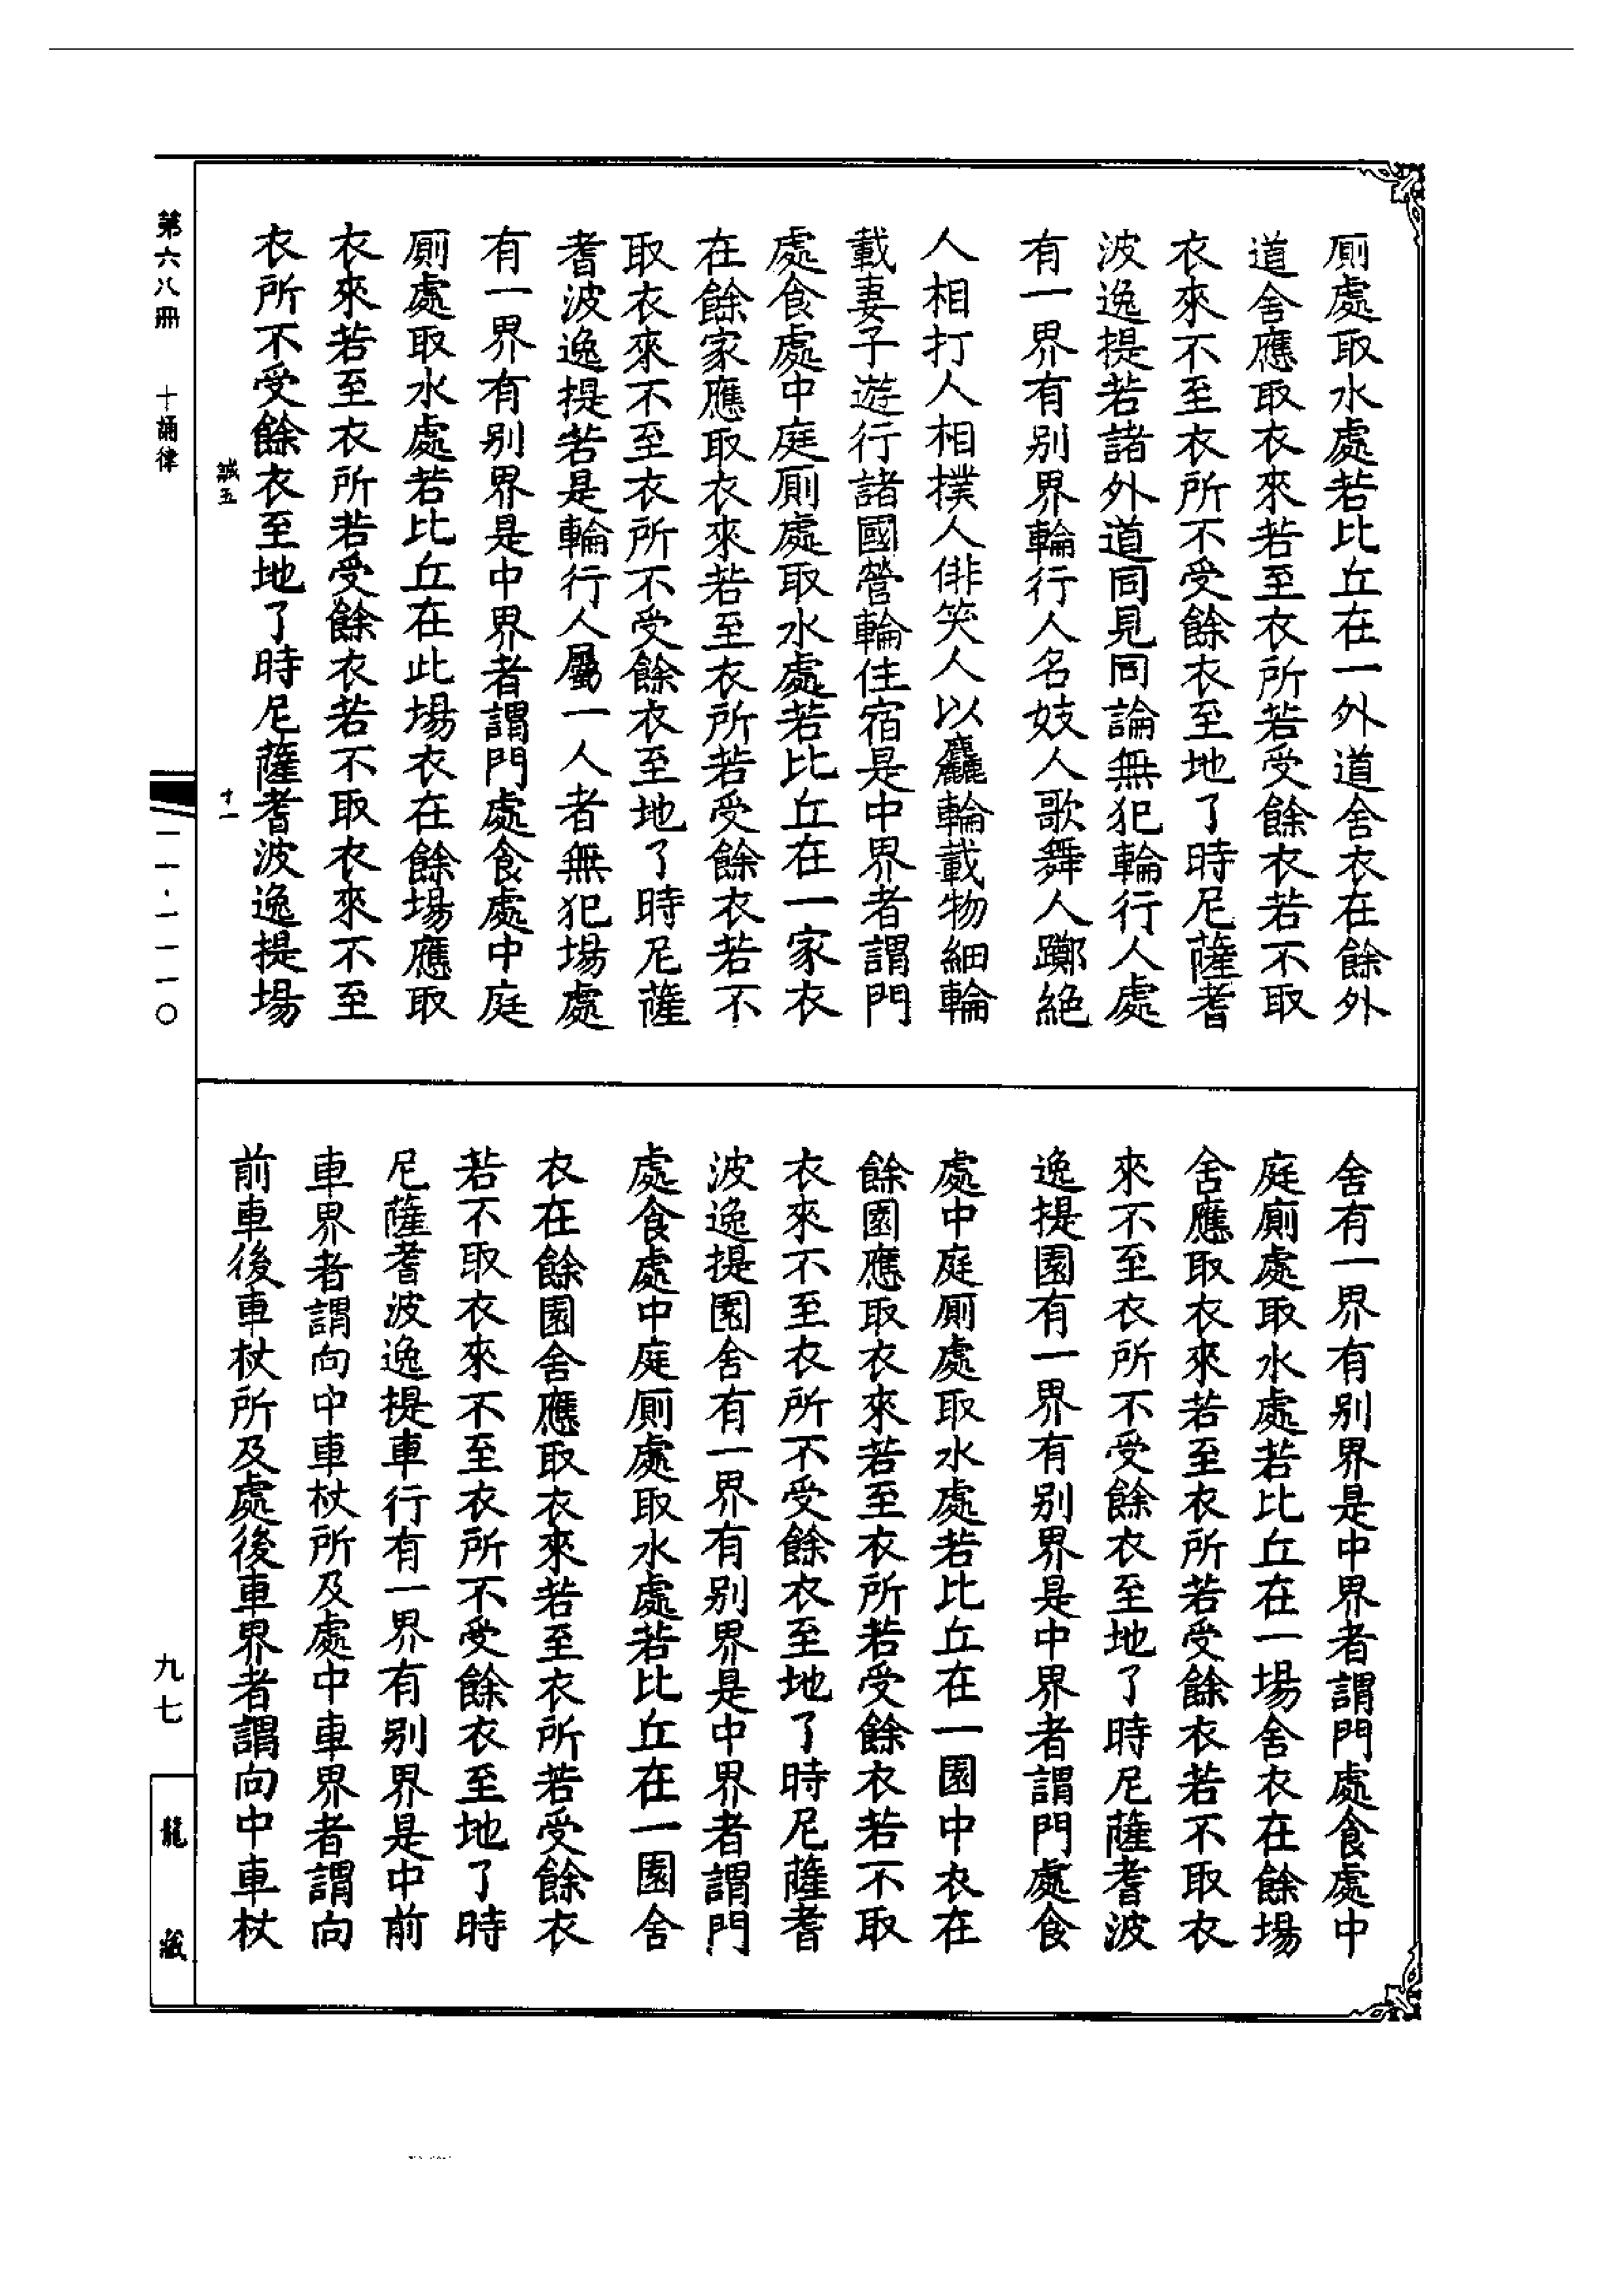 廁處取水處若比丘在一外道舍衣在餘外
道舍應取衣來若至衣所若受餘衣若不取
衣來不至衣所不受餘衣至地了時尼薩耆
波逸提若諸外道同見同論無犯輪行人處
有一界有別界輪行人名妓人歌舞人躑絕
人相打人相撲人俳笑人以麤輪載物細輪
載妻子遊行諸國營輪住宿是中界者謂門
處食處中庭廁處取水處若比丘在一家衣
在餘家應取衣來若至衣所若受餘衣若不
取衣來不至衣所不受餘衣至地了時尼薩
耆波逸提若是輪行人屬一人者無犯場處
有一界有別界是中界者謂門處食處中庭
廁處取水處若比丘在此場衣在餘場應取
衣來若至衣所若受餘衣若不取衣來不至
衣所不受餘衣至地了時尼薩耆波逸提場
誠五
十一
舍有一界有別界是中界者謂門處食處中
庭廁處取水處若比丘在一場舍衣在餘場
舍應取衣來若至衣所若受餘衣若不取衣
來不至衣所不受餘衣至地了時尼薩耆波
逸提園有一界有別界是中界者謂門處食
處中庭廁處取水處若比丘在一園中衣在
餘園應取衣來若至衣所若受餘衣若不取
衣來不至衣所不受餘衣至地了時尼薩耆
波逸提園舍有一界有別界是中界者謂門
處食處中庭廁處取水處若比丘在一園舍
衣在餘園舍應取衣來若至衣所若受餘衣
若不取衣來不至衣所不受餘衣至地了時
尼薩耆波逸提車行有一界有別界是中前
車界者謂向中車杖所及處中車界者謂向
前車後車杖所及處後車界者謂向中車杖
第六八冊
十誦律
一一·一一一〇
九七
龍藏